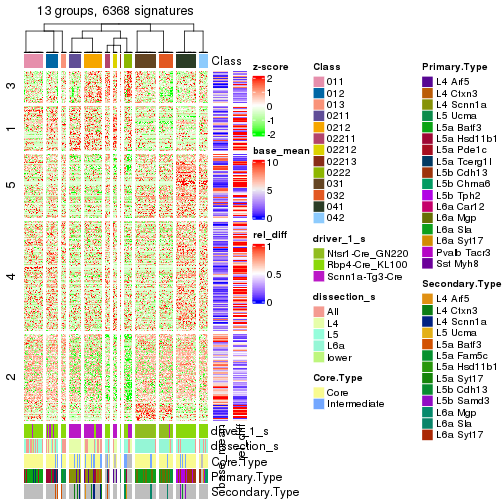 13 groups, 6368 signatures
Class
3
1
5
4
2
z-score
2
1
0
-1
-2
base_mean
10
5
0
rel_diff
1
0.5
0
driver_1_s
dissection_s
Core.Type
Primary.Type
Secondary.Type
base_mean
rel_diff
Class
011
012
013
0211
0212
02211
02212
02213
0222
031
032
041
042
driver_1_s
Ntsr1-Cre_GN220
Rbp4-Cre_KL100
Scnn1a-Tg3-Cre
dissection_s
All
L4
L5
L6a
lower
Core.Type
Core
Intermediate
Primary.Type
L4 Arf5
L4 Ctxn3
L4 Scnn1a
L5 Ucma
L5a Batf3
L5a Hsd11b1
L5a Pde1c
L5a Tcerg1l
L5b Cdh13
L5b Chrna6
L5b Tph2
L6a Car12
L6a Mgp
L6a Sla
L6a Syt17
Pvalb Tacr3
Sst Myh8
Secondary.Type
L4 Arf5
L4 Ctxn3
L4 Scnn1a
L5 Ucma
L5a Batf3
L5a Fam5c
L5a Hsd11b1
L5a Syt17
L5b Cdh13
L5b Samd3
L6a Mgp
L6a Sla
L6a Syt17